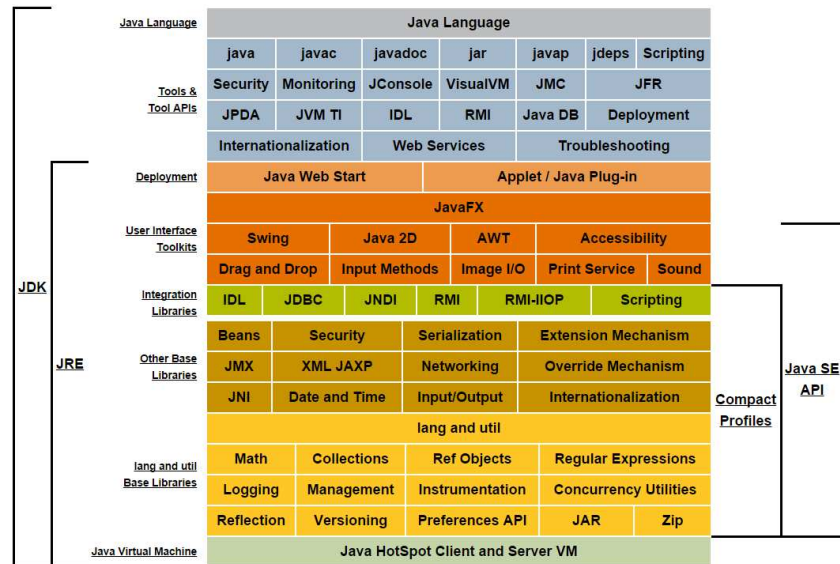 Java Language Java Language
java javac javadoc jar javap jdeps Scripting
Security Monitoring JConsole VisualVM JMC JFR
Tools &
Tool APIs
JPDA JVM TI IDL RMI Java DB Deployment
Internationalization Web Services Troubleshooting
Deployment Java Web Start Applet / Java Plug-in
JavaFX
User Interface
Toolkits
Swing Java 2D AWT Accessibility
Drag and Drop Input Methods Image I/O Print Service Sound
JDK
Integration
Libraries
IDL JDBC JNDI RMI RMI-IIOP Scripting
Beans Security Serialization Extension Mechanism
Other Base
Libraries
JRE
JMX XML JAXP Networking Override Mechanism
Java SE
API
JNI Date and Time Input/Output Internationalization
Compact
Profiles
lang and util
Math Collections Ref Objects Regular Expressions
lang and util
Base Libraries
Logging Management Instrumentation Concurrency Utilities
Reflection Versioning Preferences API JAR Zip
Java Virtual Machine Java HotSpot Client and Server VM